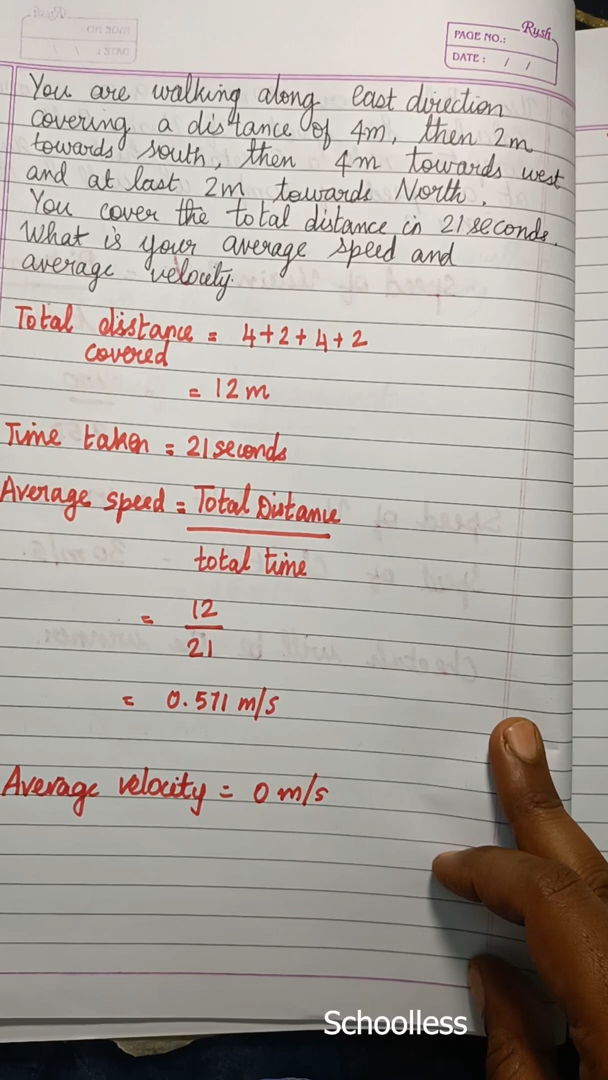 Rush
PAGE NO.:
DATE: / /
You are walking along East direction
covering a distance of 4m, then 2m
towards south, then 4m towards west
and at last 2m towards North.
You cover the total distance in 21 seconds.
What is your average speed and
average velocity.
Total distance = 4+2+4+2
covered
= 12m
Time taken = 21 seconds
Average speed = Total Distance
total time
= 12
21
= 0.571 m/s
Average velocity = 0 m/s
Schoolless